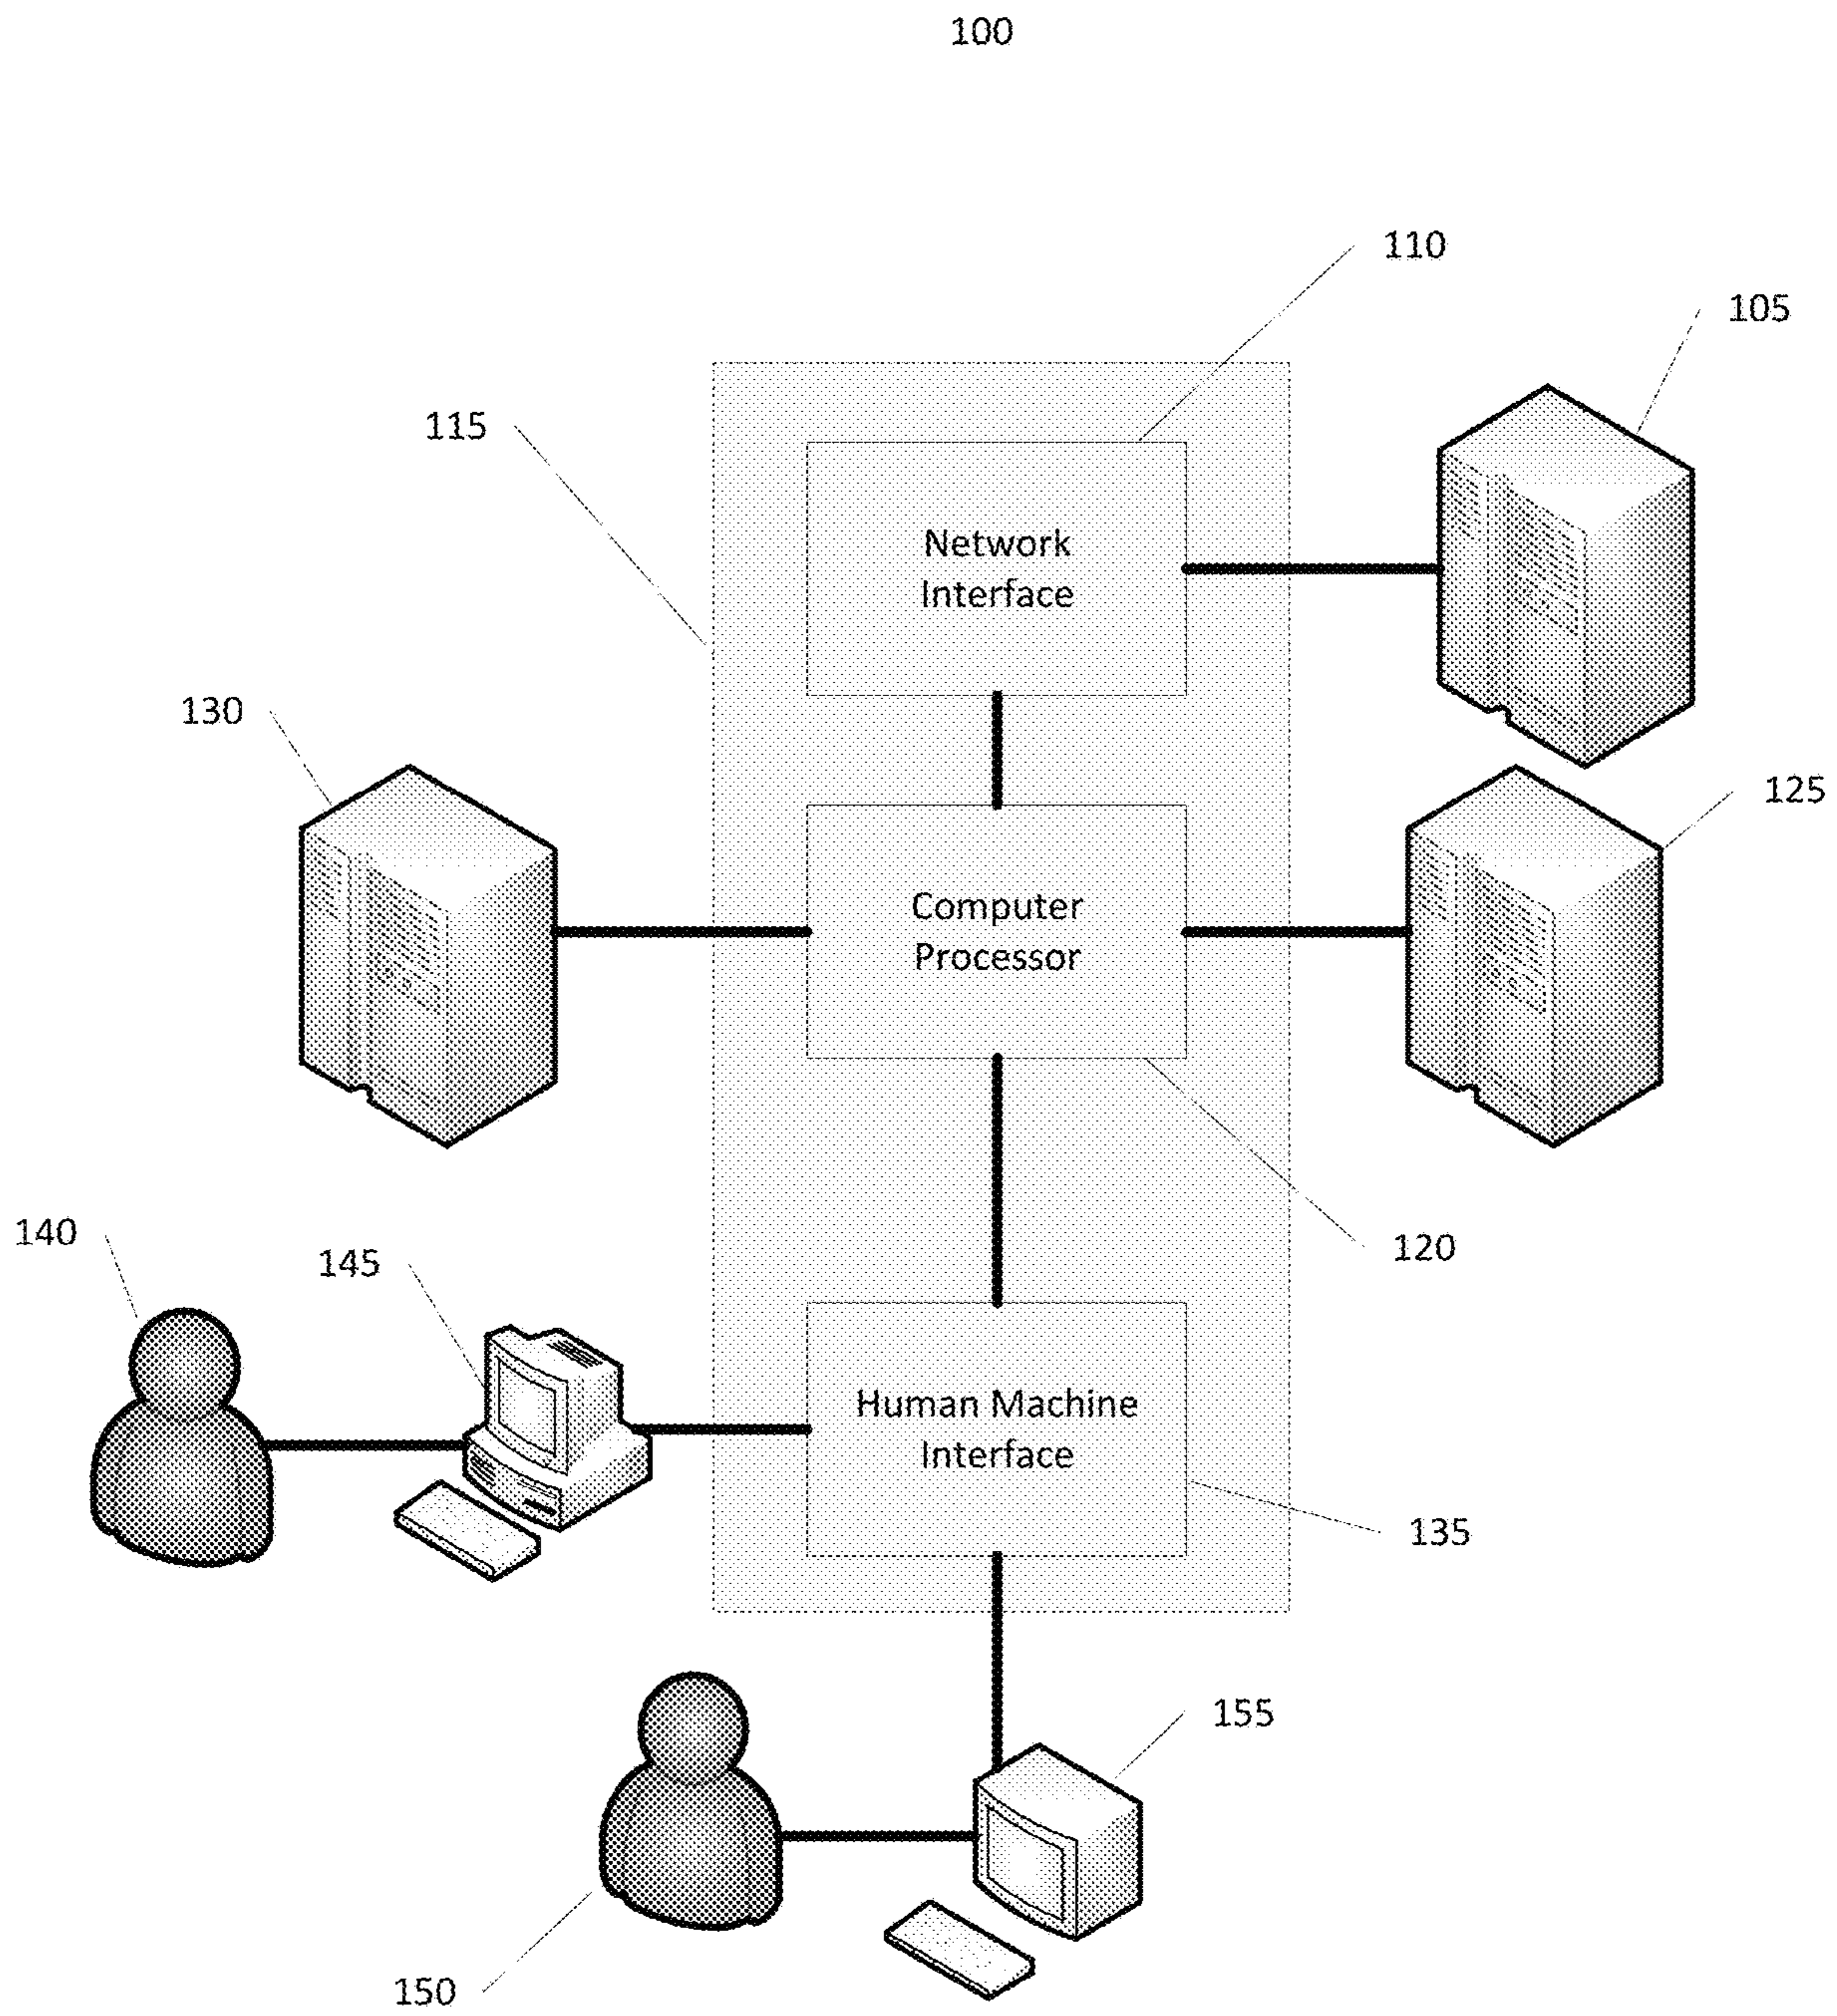 100
110
105
115
Network
Interface
130
125
Computer
Processor
140
145
120
Human Machine
Interface
135
155
150